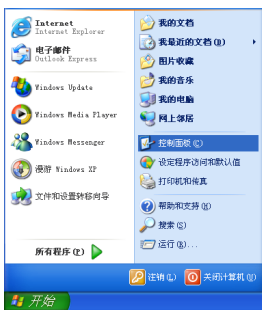 Internet
Internet Explorer
电子邮件
Outlook Express
Windows Update
Windows Media Player
Windows Messenger
漫游 Windows XP
文件和设置转移向导
所有程序(P)
我的文档
我最近的文档(D)
图片收藏
我的音乐
我的电脑
网上邻居
控制面板(C)
设定程序访问和默认值
打印机和传真
帮助和支持(H)
搜索(S)
运行(R)...
注销(L)
关闭计算机(U)
开始